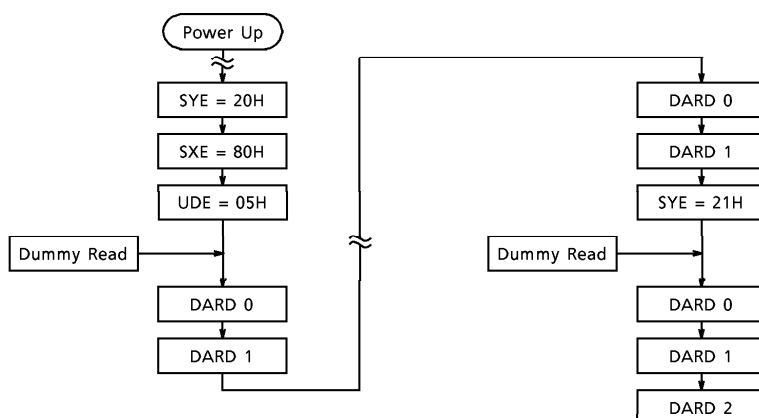 Power Up
SYE = 20H
SXE = 80H
UDE = 05H
Dummy Read
DARD 0
DARD 1
DARD 0
DARD 1
SYE = 21H
Dummy Read
DARD 0
DARD 1
DARD 2